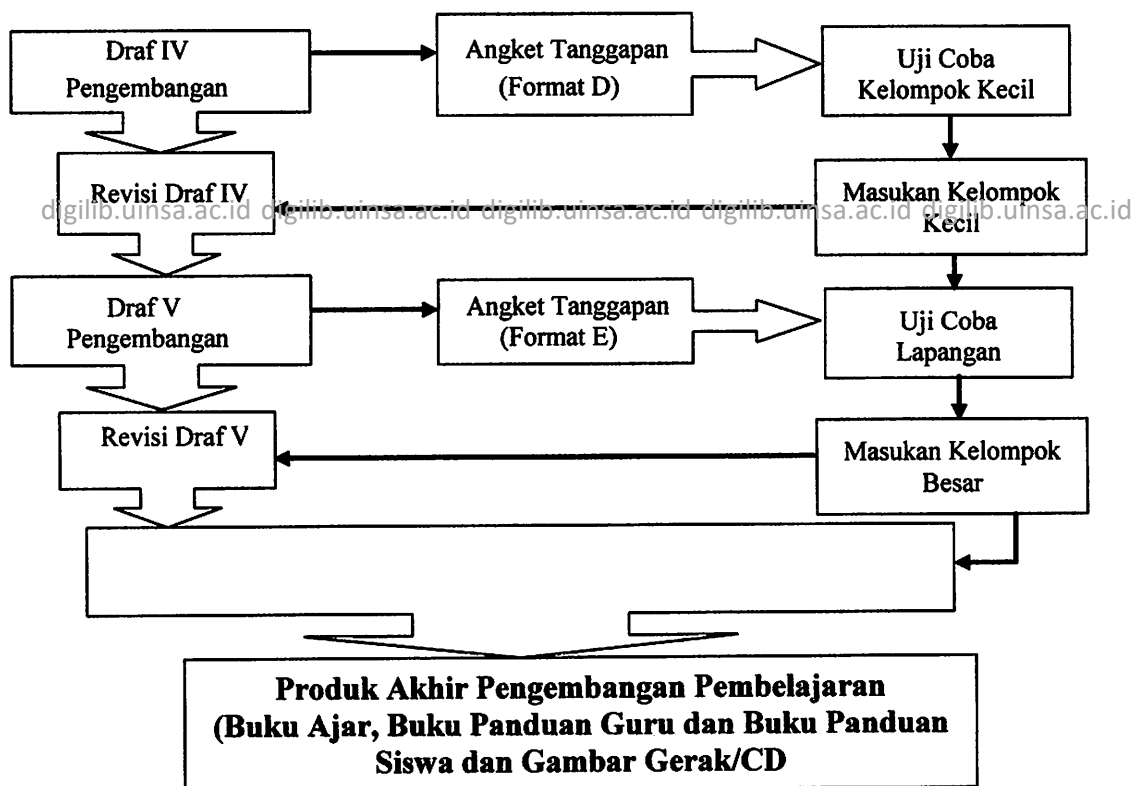 Draf IV
Pengembangan
Angket Tanggapan
(Format D)
Uji Coba
Kelompok Kecil
Revisi Draf IV
Masukan Kelompok
Kecil
digilib.uinsa.ac.id digilib.uinsa.ac.id digilib.uinsa.ac.id digilib.uinsa.ac.id digilib.uinsa.ac.id
Draf V
Pengembangan
Angket Tanggapan
(Format E)
Uji Coba
Lapangan
Revisi Draf V
Masukan Kelompok
Besar
Produk Akhir Pengembangan Pembelajaran
(Buku Ajar, Buku Panduan Guru dan Buku Panduan
Siswa dan Gambar Gerak/CD